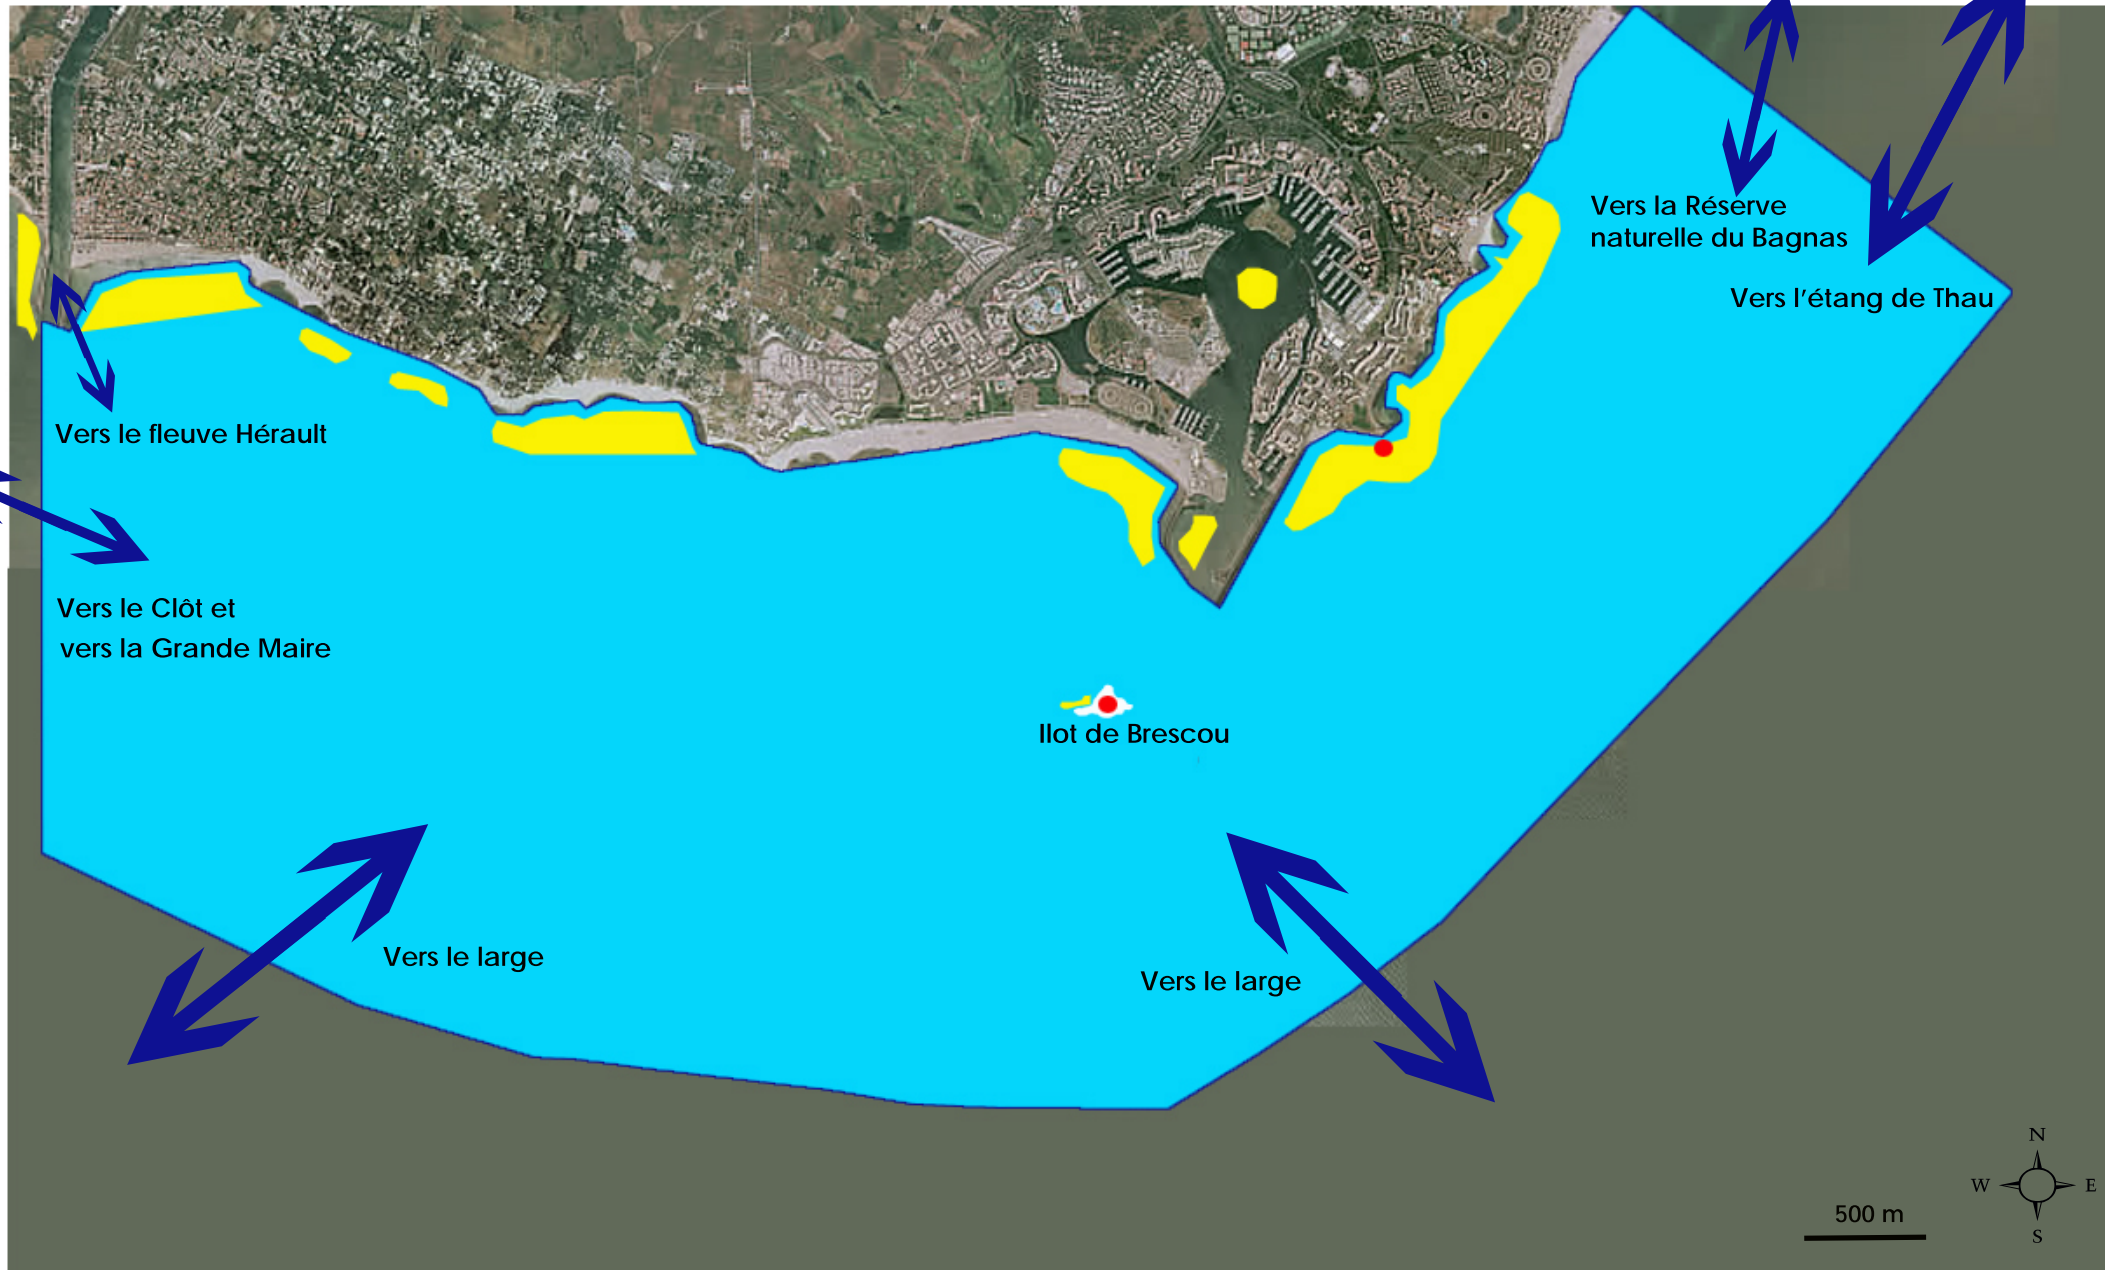 Vers la Réserve
naturelle du Bagnas
Vers l'étang de Thau
Vers le fleuve Hérault
Vers le Clôt et
vers la Grande Maire
Ilot de Brescou
Vers le large
Vers le large
N
W E
S
500 m